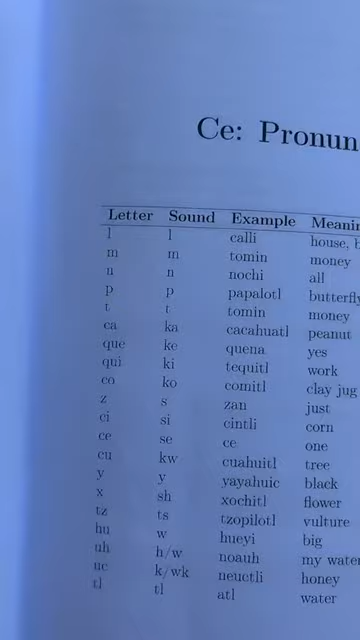 Ce: Pronun
Letter Sound Example Meanin
l l calli house, b
m m tomin money
n n nochi all
p p papalotl butterfly
t t tomin money
ca ka cacahuatl peanut
que ke quena yes
qui ki tequitl work
co ko comitl clay jug
z s zan just
ci si cintli corn
ce se ce one
cu kw cuahuitl tree
y y yayahuic black
x sh xochitl flower
tz ts tzopilotl vulture
hu w hueyi big
uh h/w noauh my water
uc k/wk neuctli honey
tl tl atl water